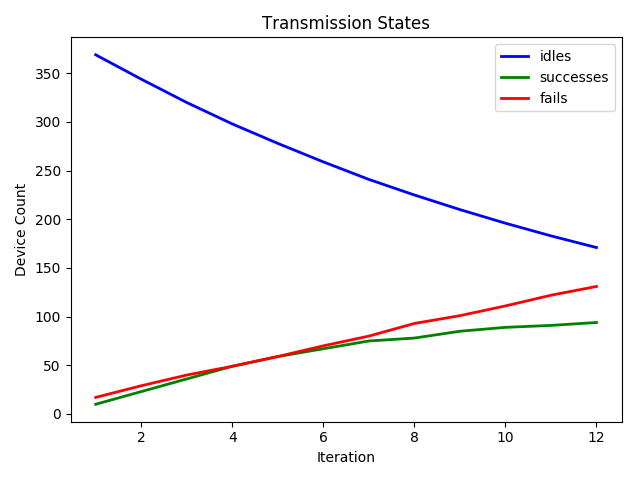 Transmission States
idles
successes
fails
Device Count
350
300
250
200
150
100
50
0
2 4 6 8 10 12
Iteration